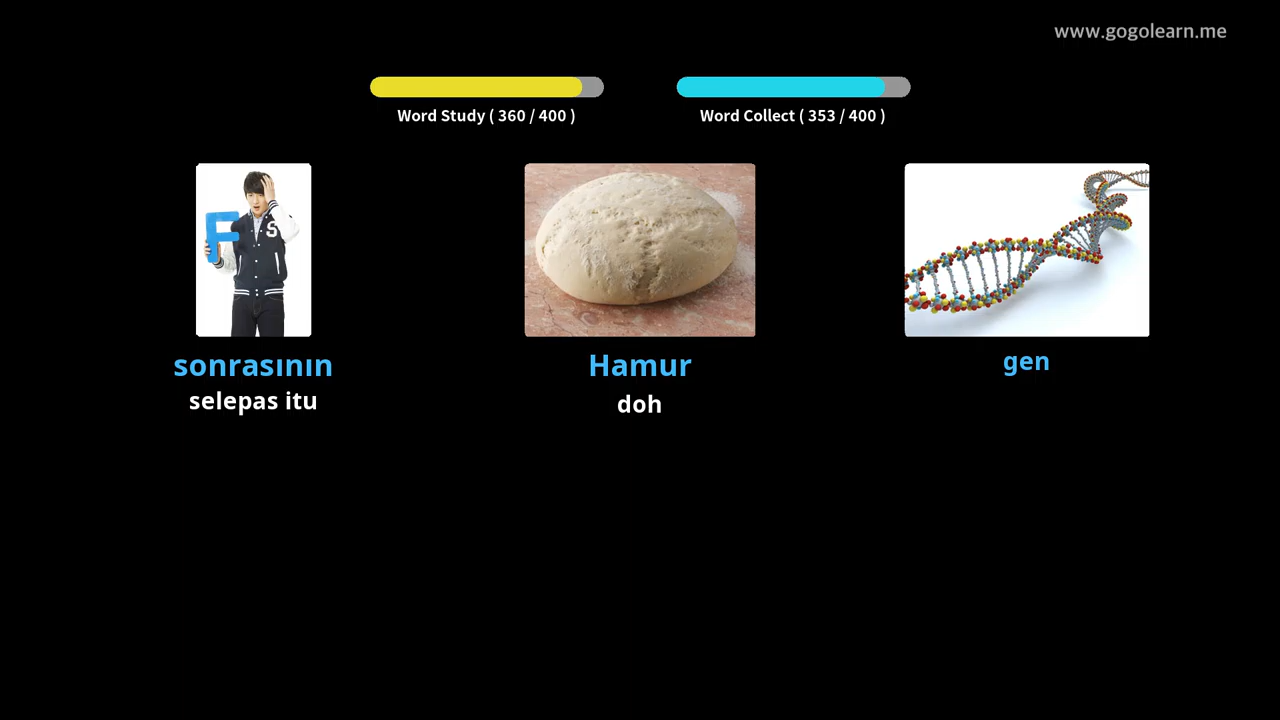 www.gogolearn.me
Word Study ( 360 / 400 )
Word Collect ( 353 / 400 )
F
S
sonrasının
selepas itu
Hamur
doh
gen